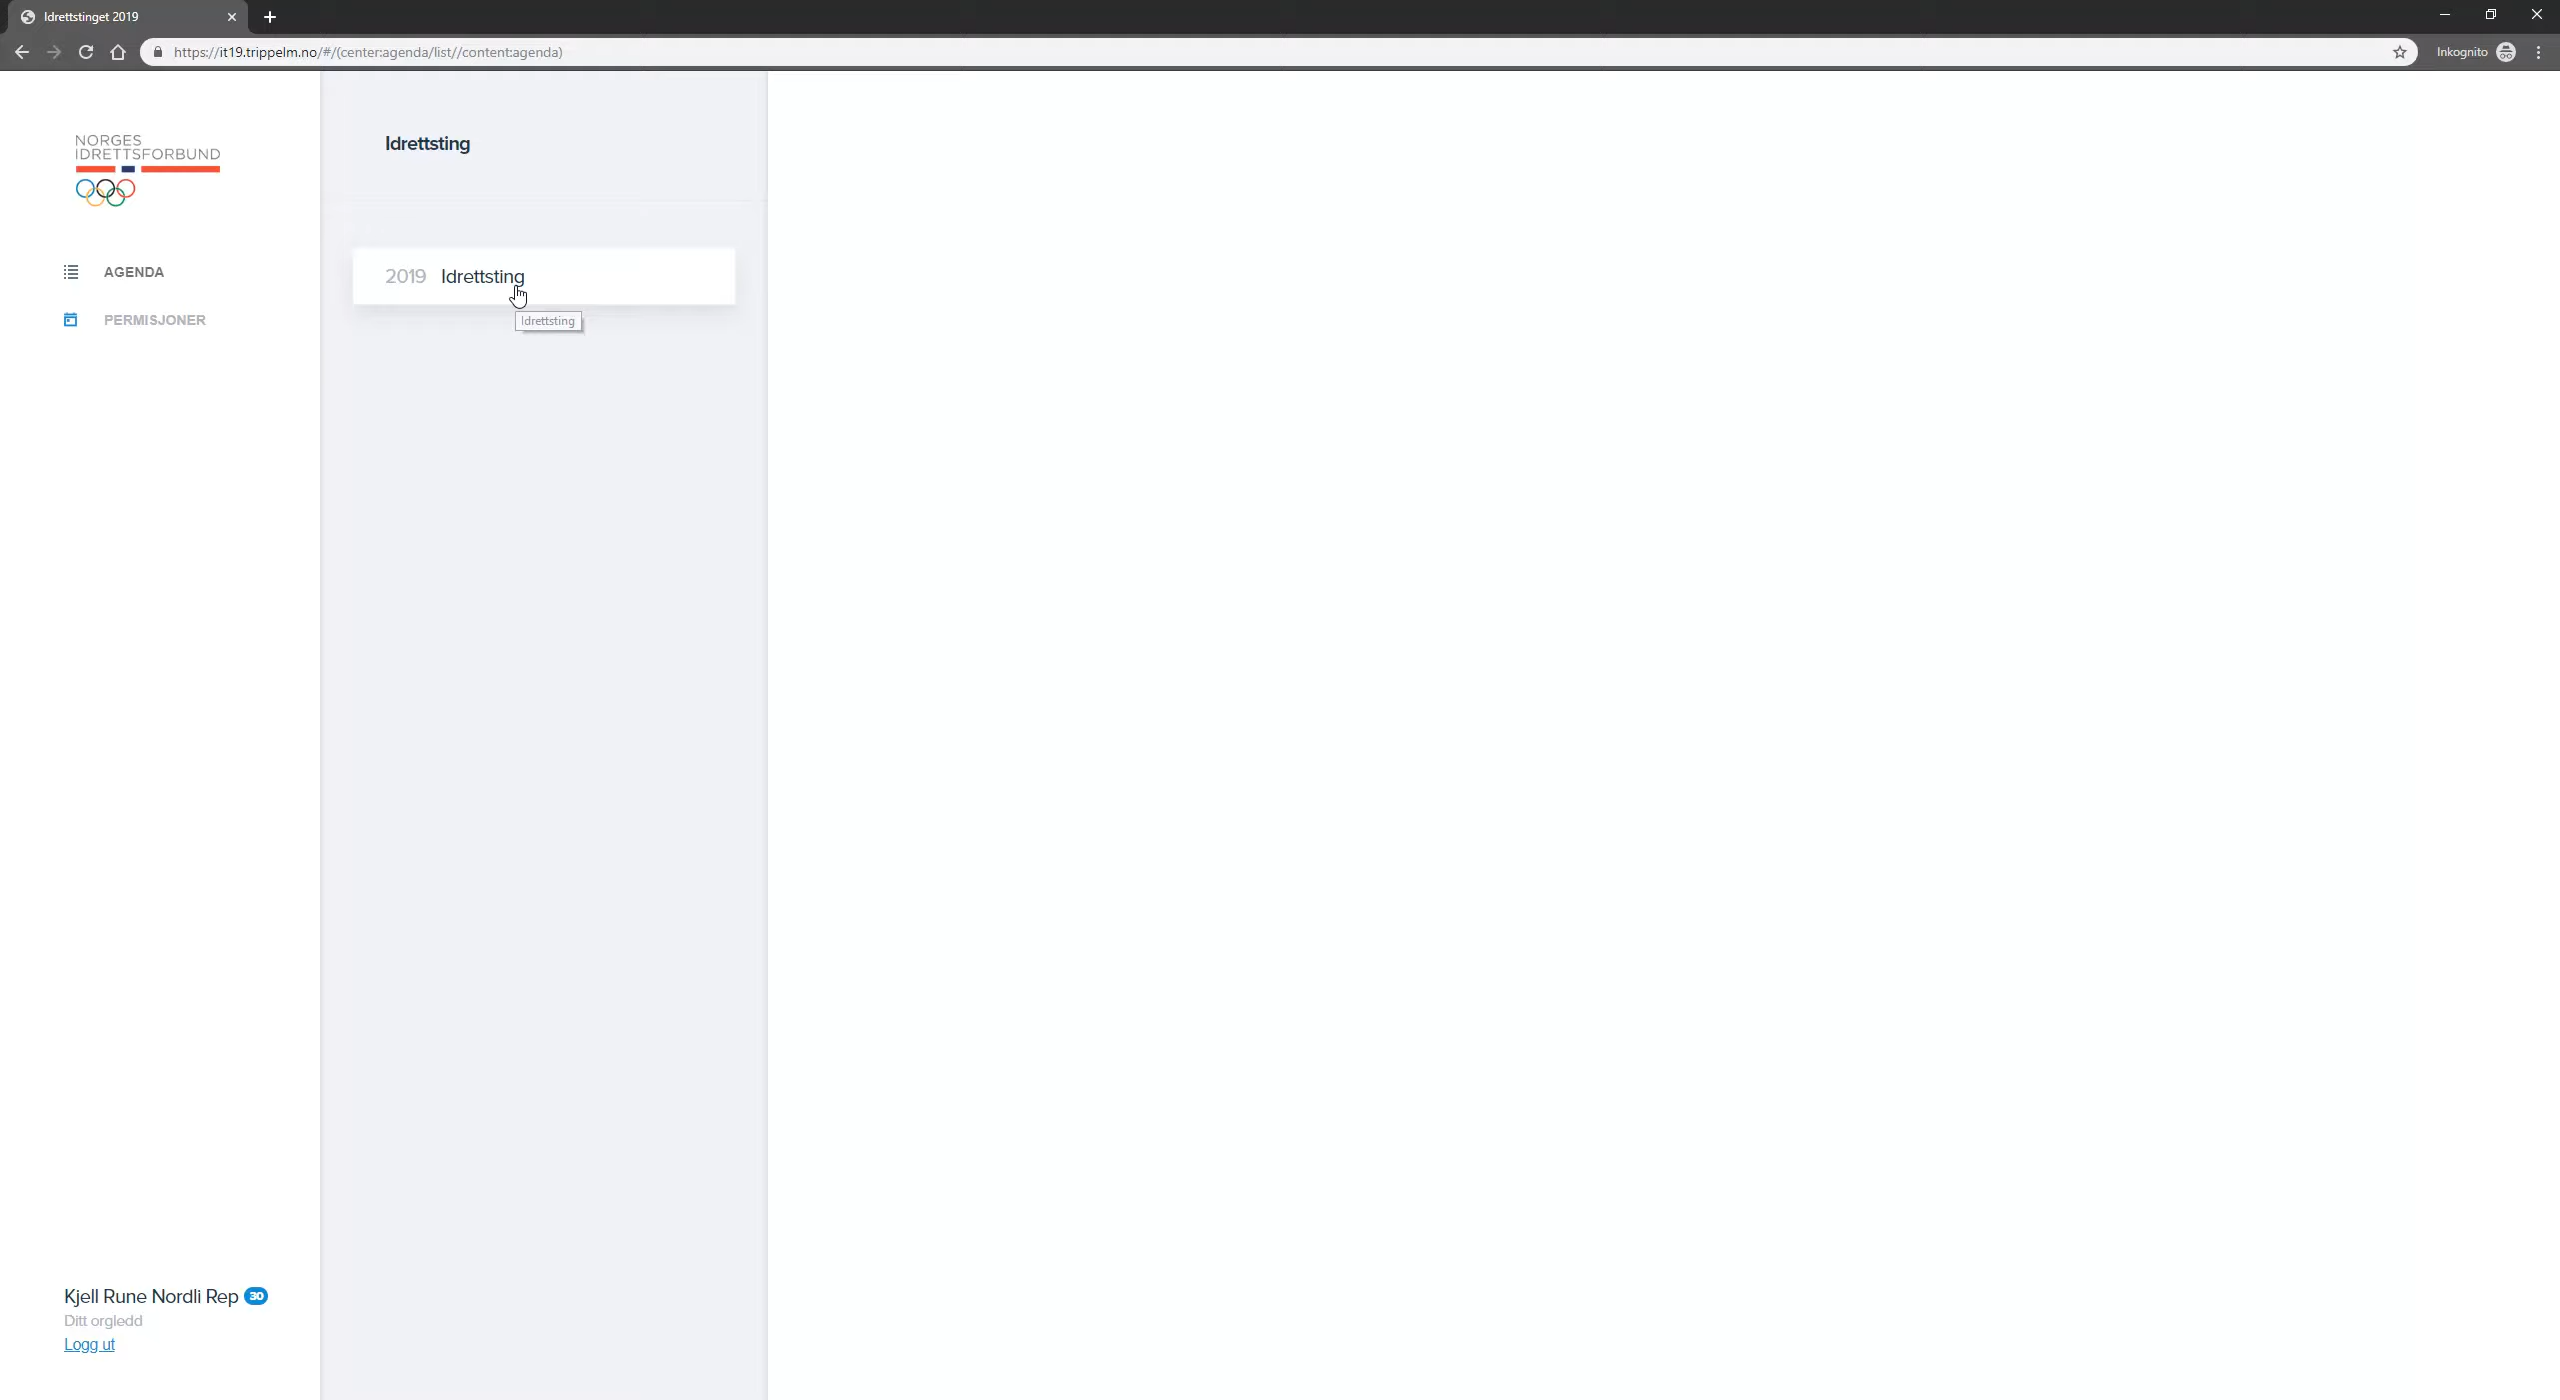 Idrettstinget 2019
https://it19.trippelm.no/#/(center:agenda/list//content:agenda)
Inkognito
NORGES
IDRETTSFORBUND
AGENDA
PERMISJONER
Idrettsting
2019 Idrettsting
Idrettsting
Kjell Rune Nordli Rep 30
Ditt orgledd
Logg ut